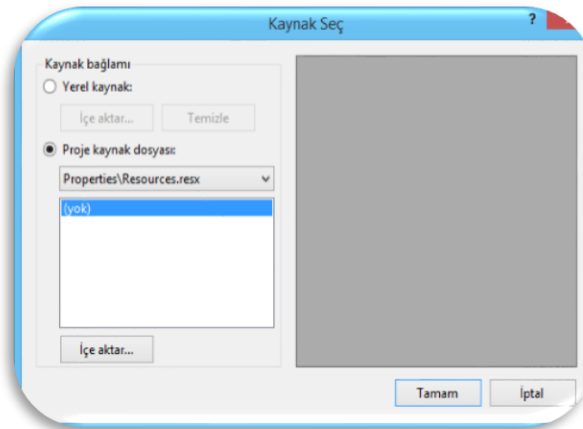 Kaynak Seç
?
Kaynak bağlamı
Yerel kaynak:
İçe aktar... Temizle
Proje kaynak dosyası:
Properties\Resources.resx
(yok)
İçe aktar...
Tamam İptal